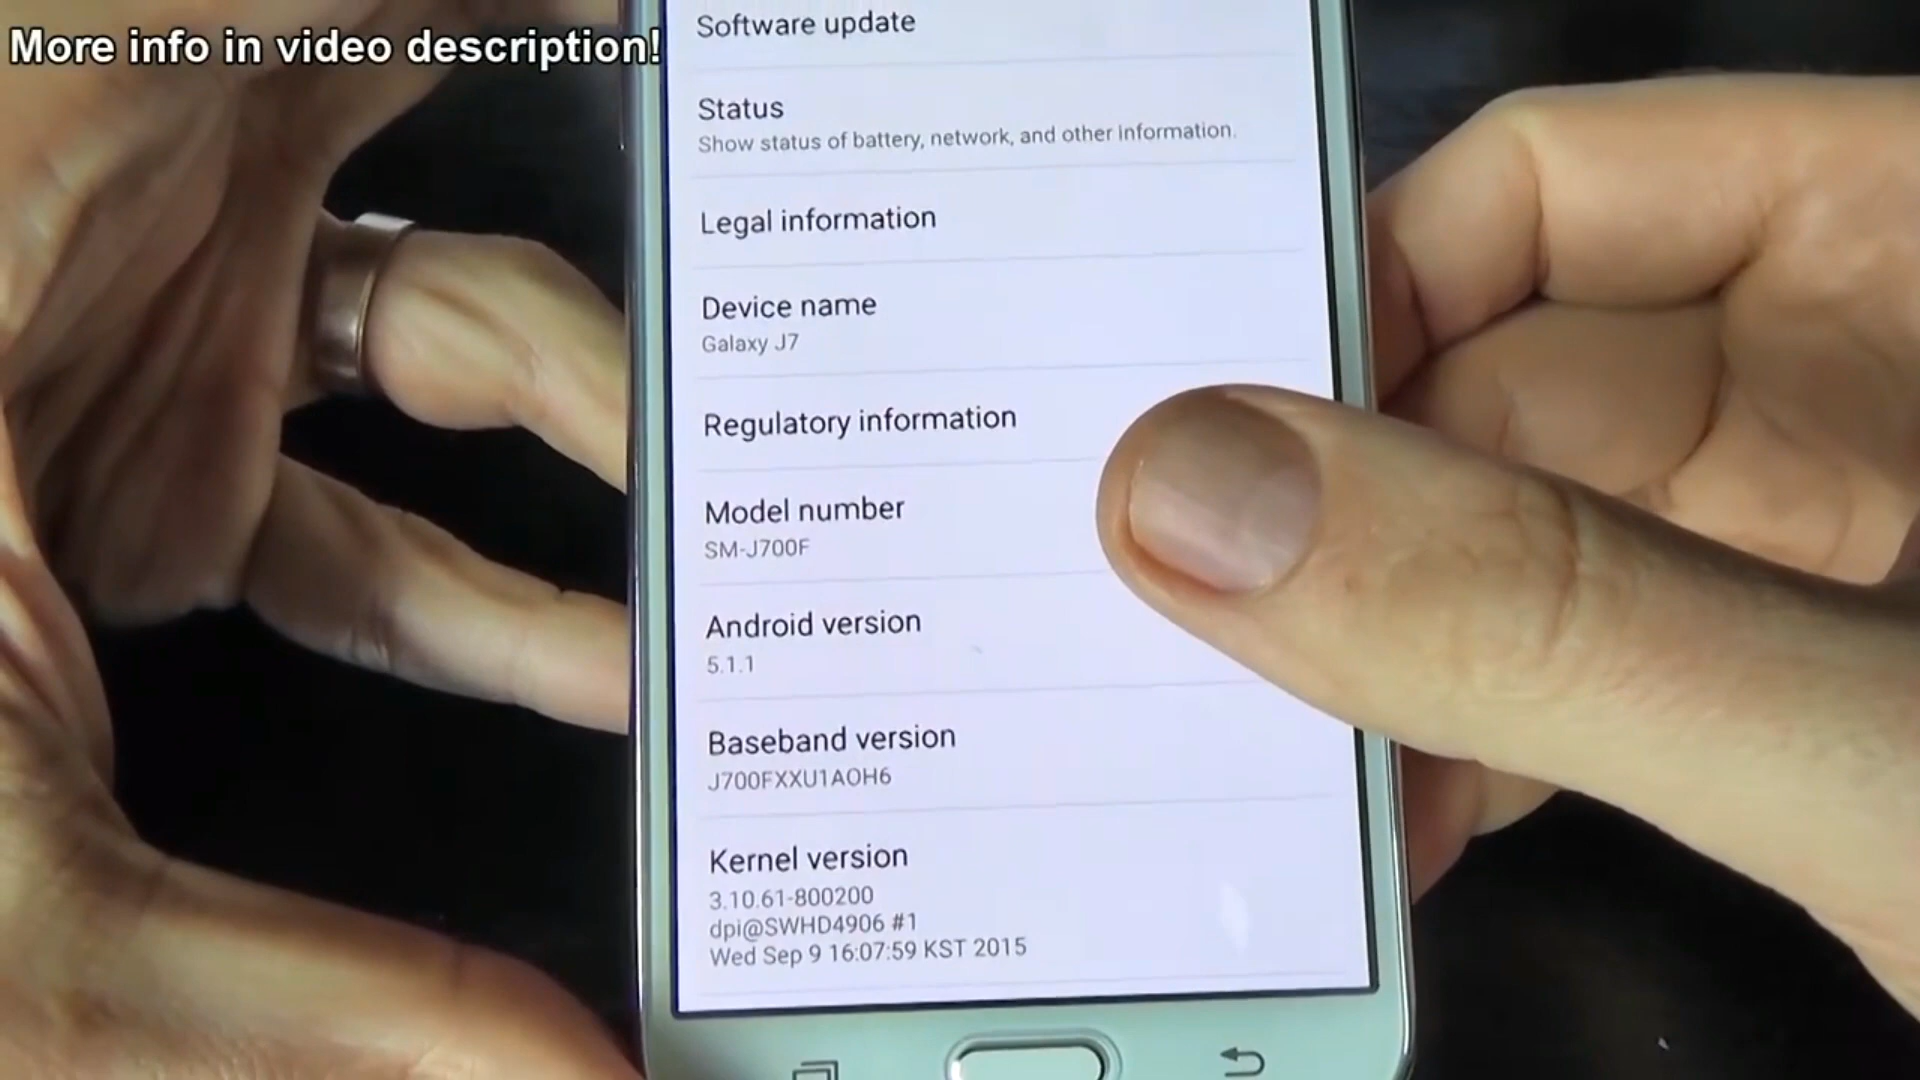 More info in video description!
Software update
Status
Show status of battery, network, and other information.
Legal information
Device name
Galaxy J7
Regulatory information
Model number
SM-J700F
Android version
5.1.1
Baseband version
J700FXXU1AOH6
Kernel version
3.10.61-800200
dpi@SWHD4906 #1
Wed Sep 9 16:07:59 KST 2015